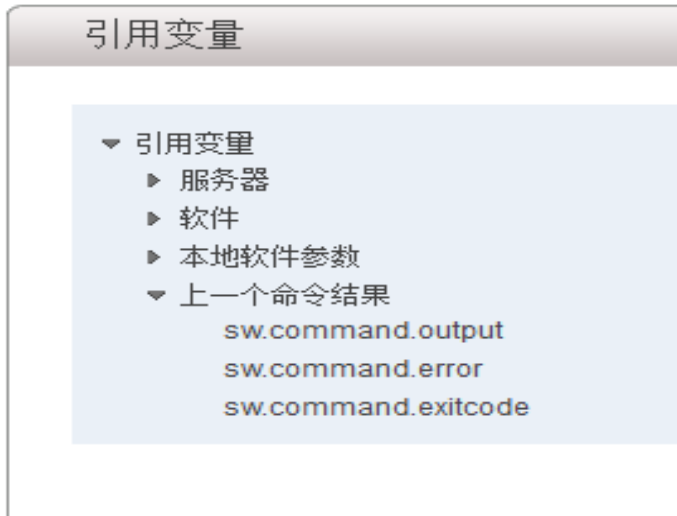 引用变量
引用变量
服务器
软件
本地软件参数
上一个命令结果
sw.command.output
sw.command.error
sw.command.exitcode